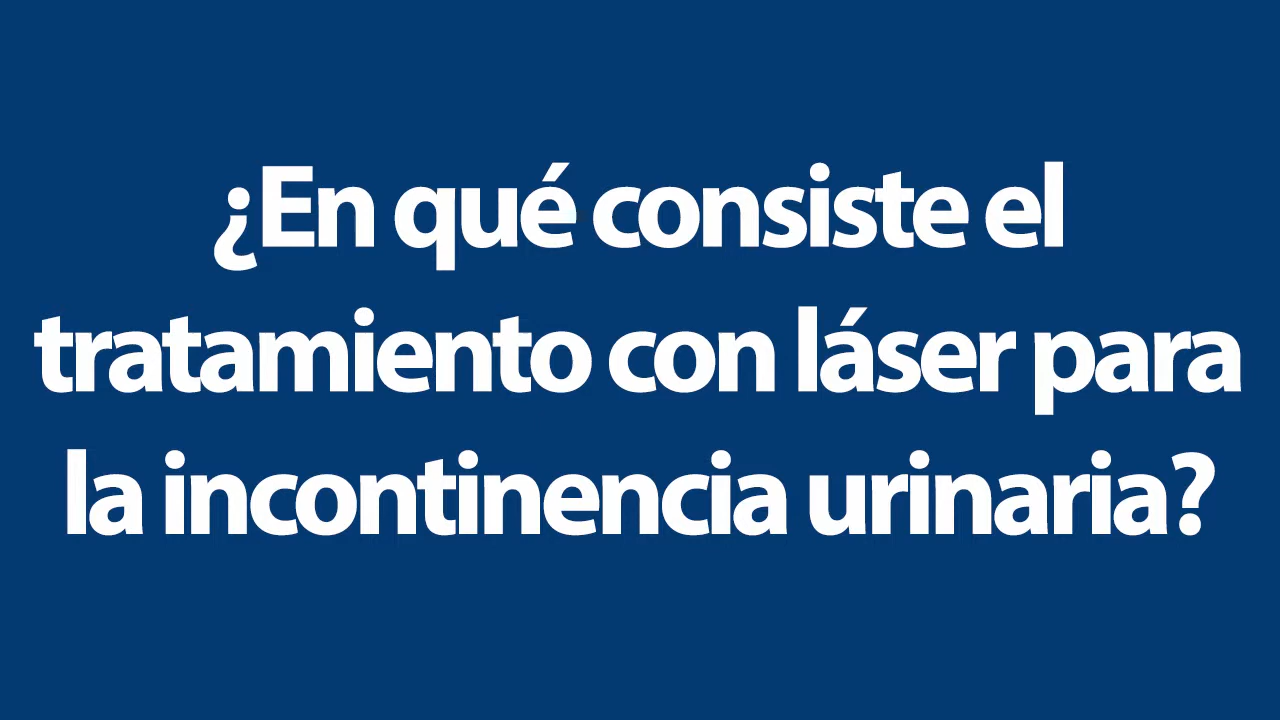 ¿En qué consiste el
tratamiento con láser para
la incontinencia urinaria?